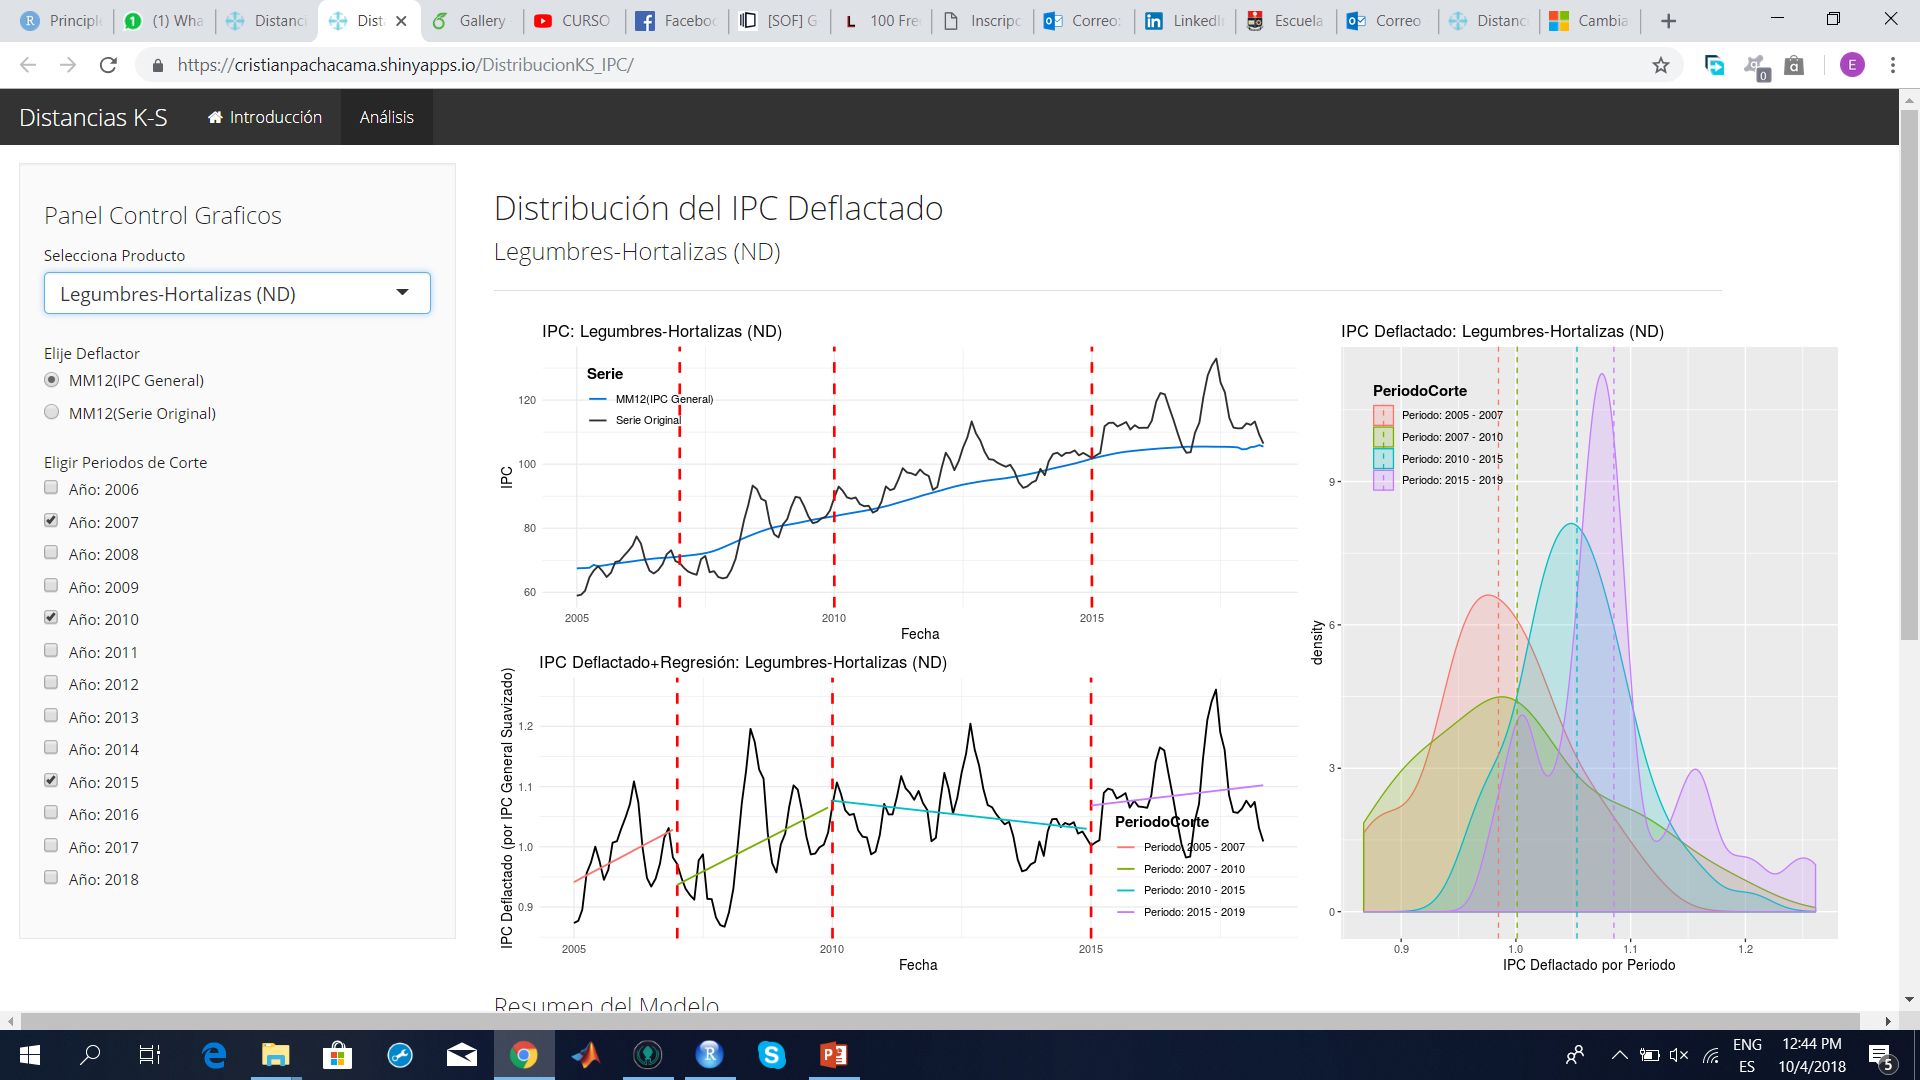 Principl
(1) Wha
Distanci
Dist
Gallery
CURSO
Faceboo
[SOF] G
100 Fre
Inscripc
Correo:
LinkedIn
Escuela
Correo
Distanc
Cambia
https://cristianpachacama.shinyapps.io/DistribucionKS_IPC/
0
E
Distancias K-S
Introducción
Análisis
Panel Control Graficos
Selecciona Producto
Legumbres-Hortalizas (ND)
Elije Deflactor
MM12(IPC General)
MM12(Serie Original)
Eligir Periodos de Corte
Año: 2006
Año: 2007
Año: 2008
Año: 2009
Año: 2010
Año: 2011
Año: 2012
Año: 2013
Año: 2014
Año: 2015
Año: 2016
Año: 2017
Año: 2018
Distribución del IPC Deflactado
Legumbres-Hortalizas (ND)
IPC: Legumbres-Hortalizas (ND)
Serie
MM12(IPC General)
Serie Original
IPC
120
100
80
60
2005
2010
2015
Fecha
IPC Deflactado+Regresión: Legumbres-Hortalizas (ND)
IPC Deflactado (por IPC General Suavizado)
1.2
1.1
1.0
0.9
PeriodoCorte
Periodo: 2005 - 2007
Periodo: 2007 - 2010
Periodo: 2010 - 2015
Periodo: 2015 - 2019
2005
2010
2015
Fecha
IPC Deflactado: Legumbres-Hortalizas (ND)
PeriodoCorte
Periodo: 2005 - 2007
Periodo: 2007 - 2010
Periodo: 2010 - 2015
Periodo: 2015 - 2019
density
9
6
3
0
0.9
1.0
1.1
1.2
IPC Deflactado por Periodo
Resumen del Modelo
ENG
ES
12:44 PM
10/4/2018
5